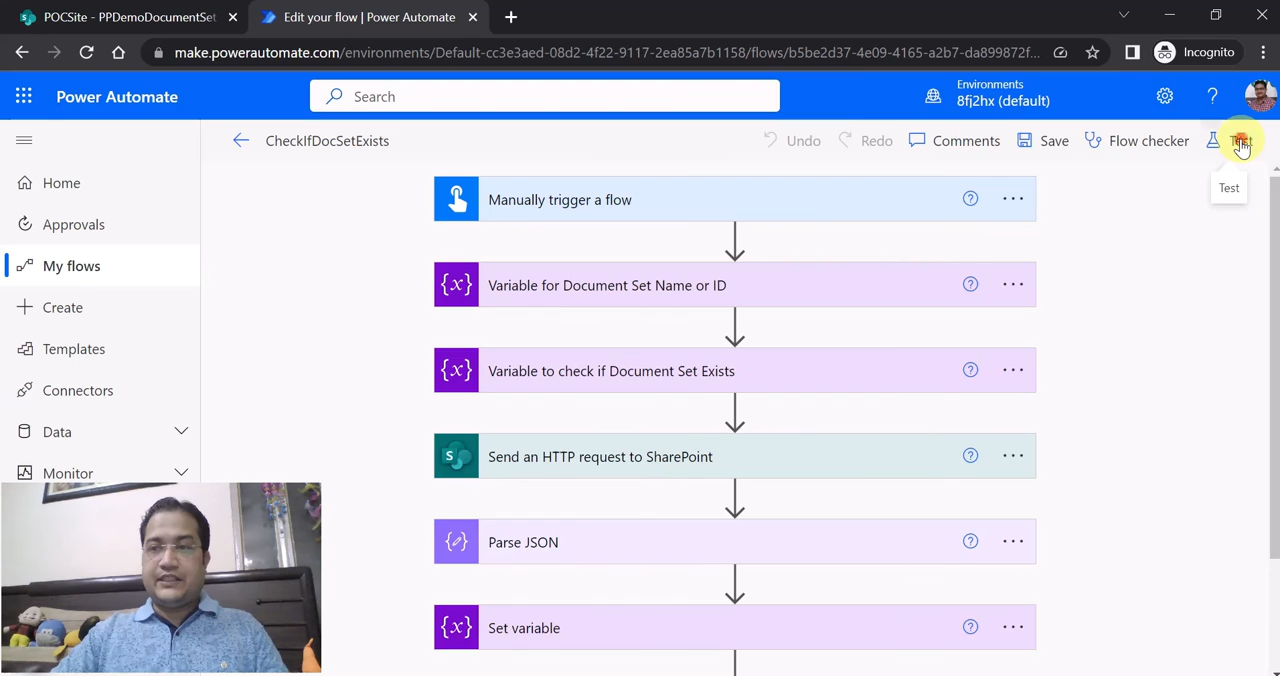 POCSite - PPDemoDocumentSet
Edit your flow | Power Automate
make.powerautomate.com/environments/Default-cc3e3aed-08d2-4f22-9117-2ea85a7b1158/flows/b5be2d37-4e09-4165-a2b7-da899872f...
Incognito
Power Automate
Search
Environments
8fj2hx (default)
CheckIfDocSetExists
Undo
Redo
Comments
Save
Flow checker
Test
Test
Home
Approvals
My flows
Create
Templates
Connectors
Data
Monitor
Manually trigger a flow
Variable for Document Set Name or ID
Variable to check if Document Set Exists
Send an HTTP request to SharePoint
Parse JSON
Set variable